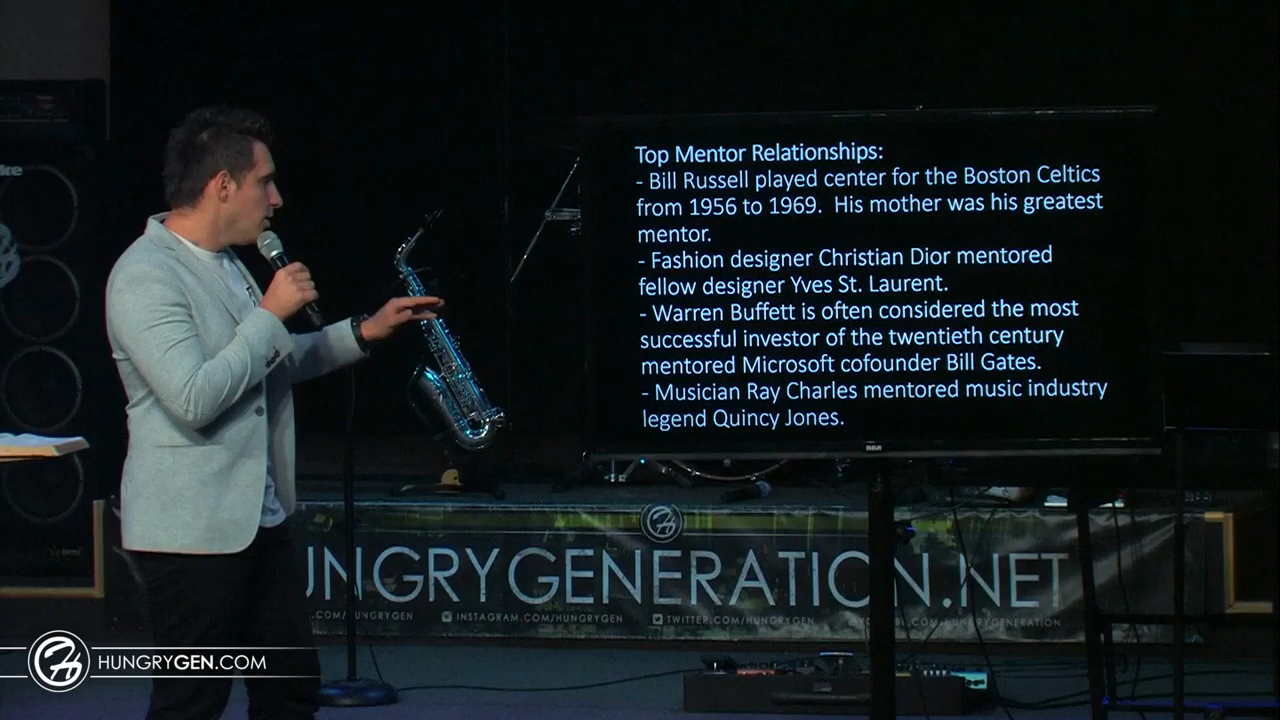 Top Mentor Relationships:
- Bill Russell played center for the Boston Celtics
from 1956 to 1969. His mother was his greatest
mentor.
- Fashion designer Christian Dior mentored
fellow designer Yves St. Laurent.
- Warren Buffett is often considered the most
successful investor of the twentieth century
mentored Microsoft cofounder Bill Gates.
- Musician Ray Charles mentored music industry
legend Quincy Jones.
RCA
UNGRYGENERATION.NET
.COM/HUNGRYGEN INSTAGRAM.COM/HUNGRYGEN TWITTER.COM/HUNGRYGEN
HUNGRYGEN.COM